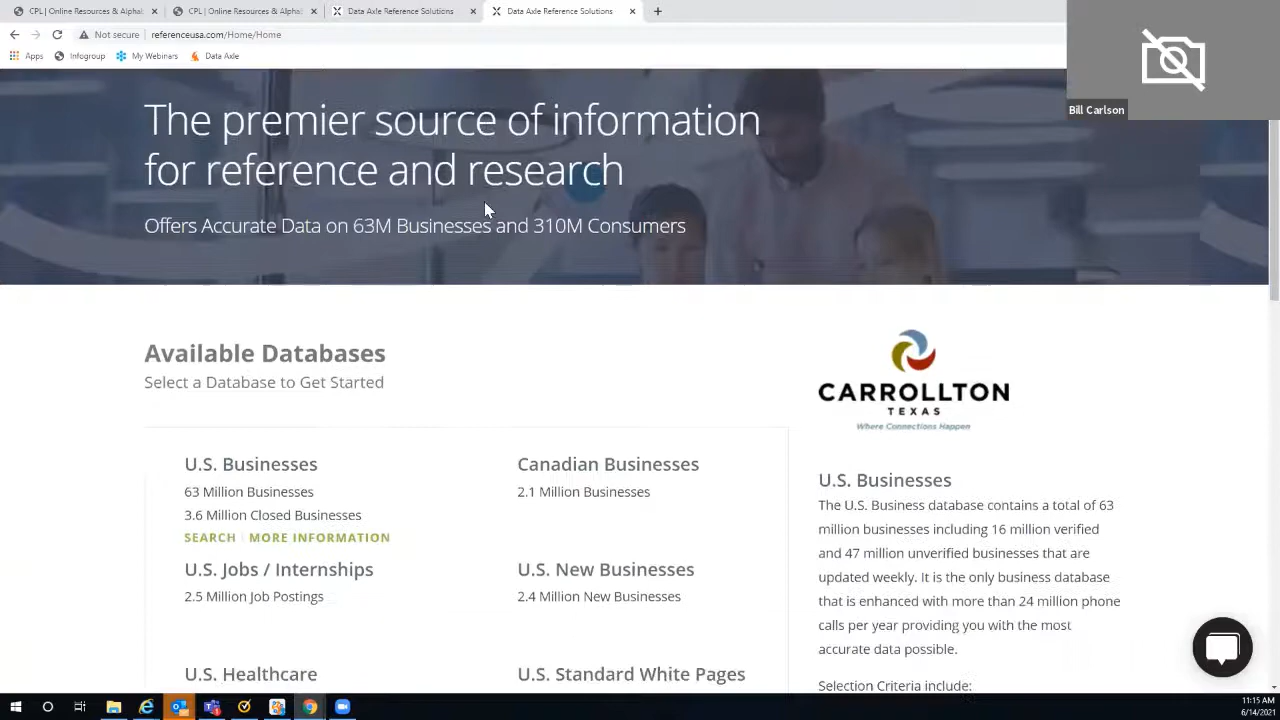 CPL | Online Resources & Alphab
CPL | Online Resources & Alphab
Data Axle Reference Solutions
Data Axle Reference Solutions
Not secure
referenceusa.com/Home/Home
Apps
Infogroup
My Webinars
Data Axle
Bill Carlson
The premier source of information
for reference and research
Offers Accurate Data on 63M Businesses and 310M Consumers
Available Databases
Select a Database to Get Started
U.S. Businesses
63 Million Businesses
3.6 Million Closed Businesses
SEARCH | MORE INFORMATION
Canadian Businesses
2.1 Million Businesses
U.S. Jobs / Internships
2.5 Million Job Postings
U.S. New Businesses
2.4 Million New Businesses
U.S. Healthcare
U.S. Standard White Pages
CARROLLTON
TEXAS
Where Connections Happen
U.S. Businesses
The U.S. Business database contains a total of 63
million businesses including 16 million verified
and 47 million unverified businesses that are
updated weekly. It is the only business database
that is enhanced with more than 24 million phone
calls per year providing you with the most
accurate data possible.
Selection Criteria include:
11:15 AM
6/14/2021